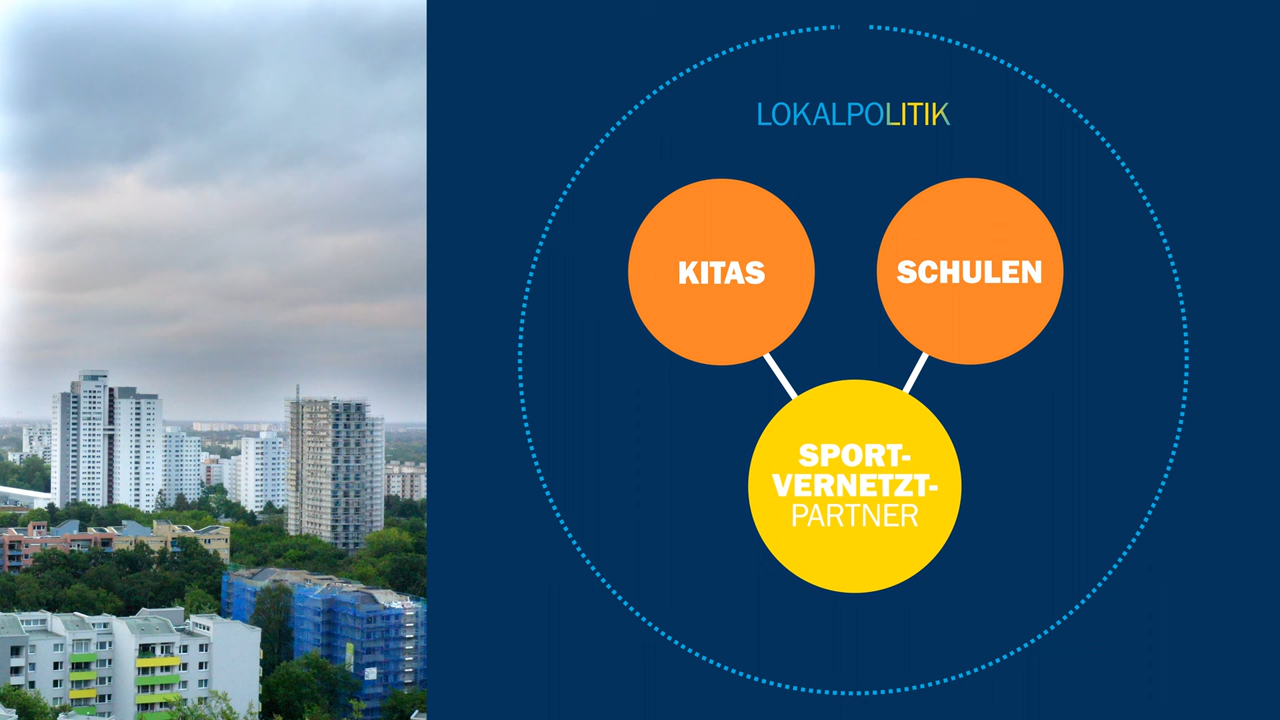 LOKALPOLITIK
KITAS
SCHULEN
SPORT-
VERNETZT-
PARTNER